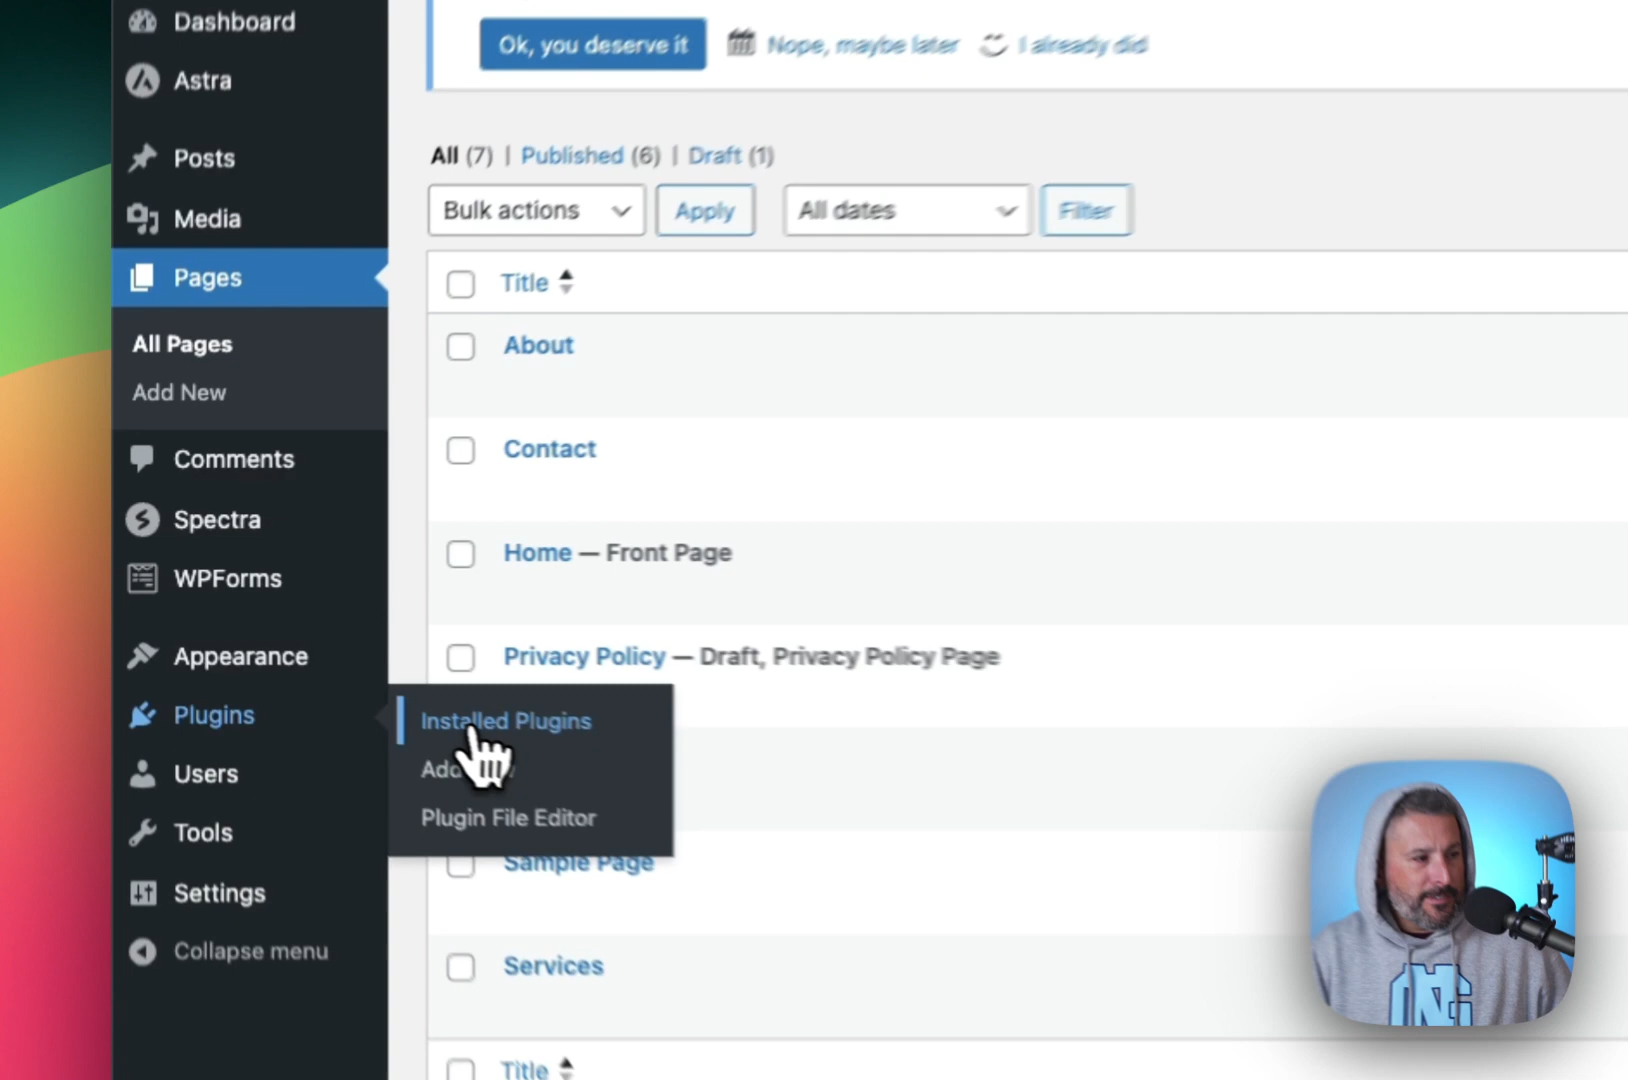 Dashboard
Astra
Posts
Media
Pages
All Pages
Add New
Comments
Spectra
WPForms
Appearance
Plugins
Users
Tools
Settings
Collapse menu
Ok, you deserve it
Nope, maybe later
I already did
All (7) | Published (6) | Draft (1)
Bulk actions
Apply
All dates
Filter
Title
About
Contact
Home — Front Page
Privacy Policy — Draft, Privacy Policy Page
Installed Plugins
Plugin File Editor
Sample Page
Services
Title